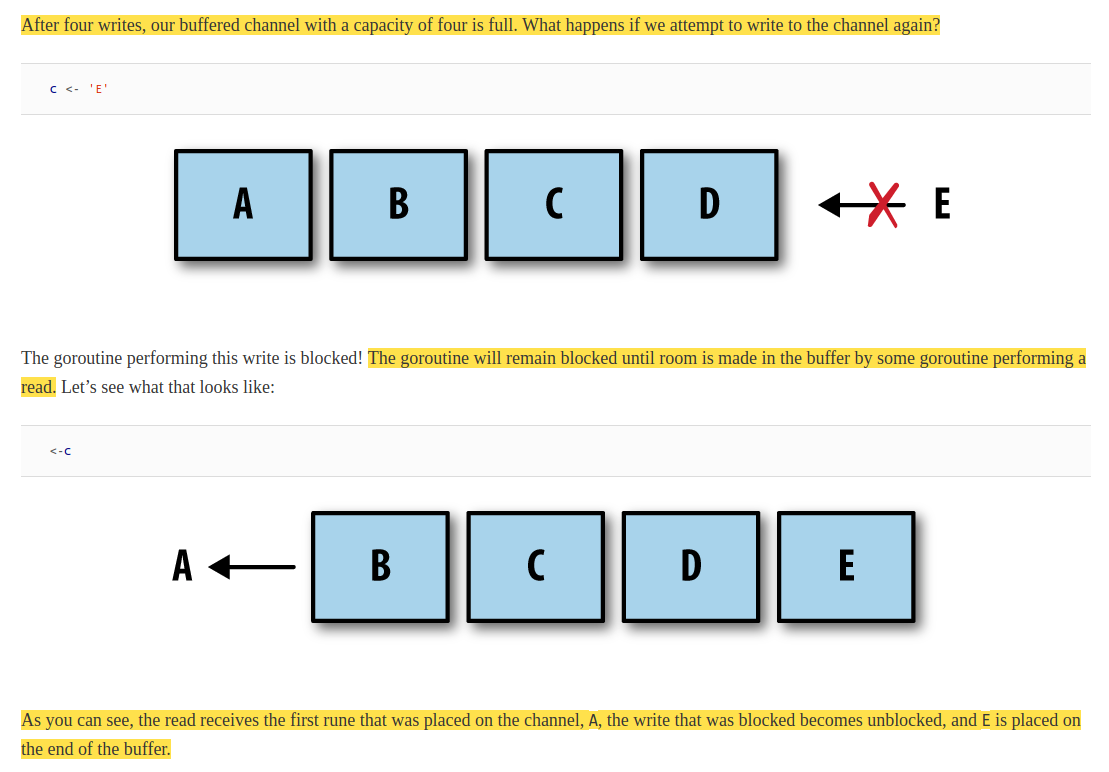 After four writes, our buffered channel with a capacity of four is full. What happens if we attempt to write to the channel again?
c <- 'E'
A B C D E
The goroutine performing this write is blocked! The goroutine will remain blocked until room is made in the buffer by some goroutine performing a
read. Let’s see what that looks like:
<-c
A B C D E
As you can see, the read receives the first rune that was placed on the channel, A, the write that was blocked becomes unblocked, and E is placed on
the end of the buffer.